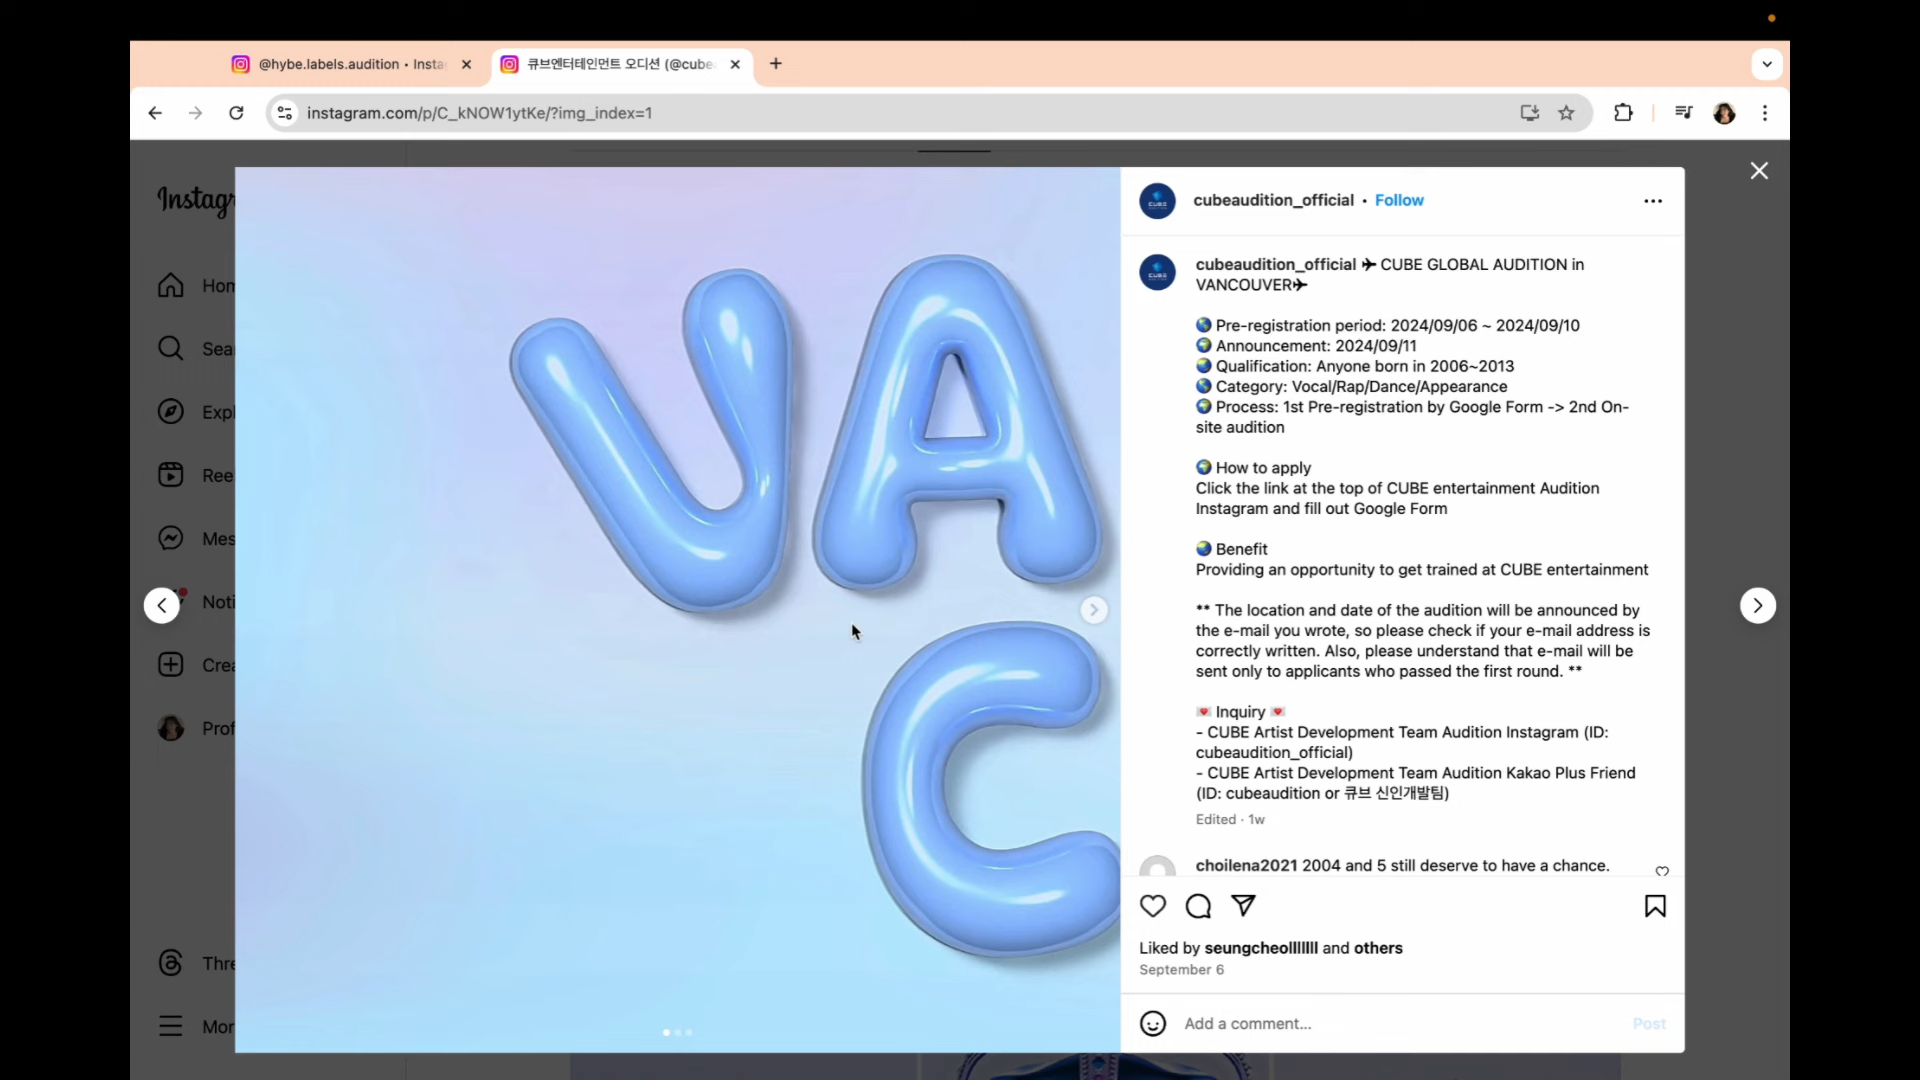 @hybe.labels.audition • Insta
큐브엔터테인먼트 오디션 (@cube
instagram.com/p/C_kNOW1ytKe/?img_index=1
Instagr
Hom
Sear
Expl
Ree
Mes
Noti
Crea
Prof
Thre
Mor
VA
C
cubeaudition_official • Follow
cubeaudition_official ✈ CUBE GLOBAL AUDITION in
VANCOUVER✈
🌏 Pre-registration period: 2024/09/06 ~ 2024/09/10
🌍 Announcement: 2024/09/11
🌏 Qualification: Anyone born in 2006~2013
🌏 Category: Vocal/Rap/Dance/Appearance
🌍 Process: 1st Pre-registration by Google Form -> 2nd On-
site audition
🌍 How to apply
Click the link at the top of CUBE entertainment Audition
Instagram and fill out Google Form
🌏 Benefit
Providing an opportunity to get trained at CUBE entertainment
** The location and date of the audition will be announced by
the e-mail you wrote, so please check if your e-mail address is
correctly written. Also, please understand that e-mail will be
sent only to applicants who passed the first round. **
💌 Inquiry 💌
- CUBE Artist Development Team Audition Instagram (ID:
cubeaudition_official)
- CUBE Artist Development Team Audition Kakao Plus Friend
(ID: cubeaudition or 큐브 신인개발팀)
Edited · 1w
choilena2021 2004 and 5 still deserve to have a chance.
Liked by seungcheolllllll and others
September 6
Add a comment...
Post